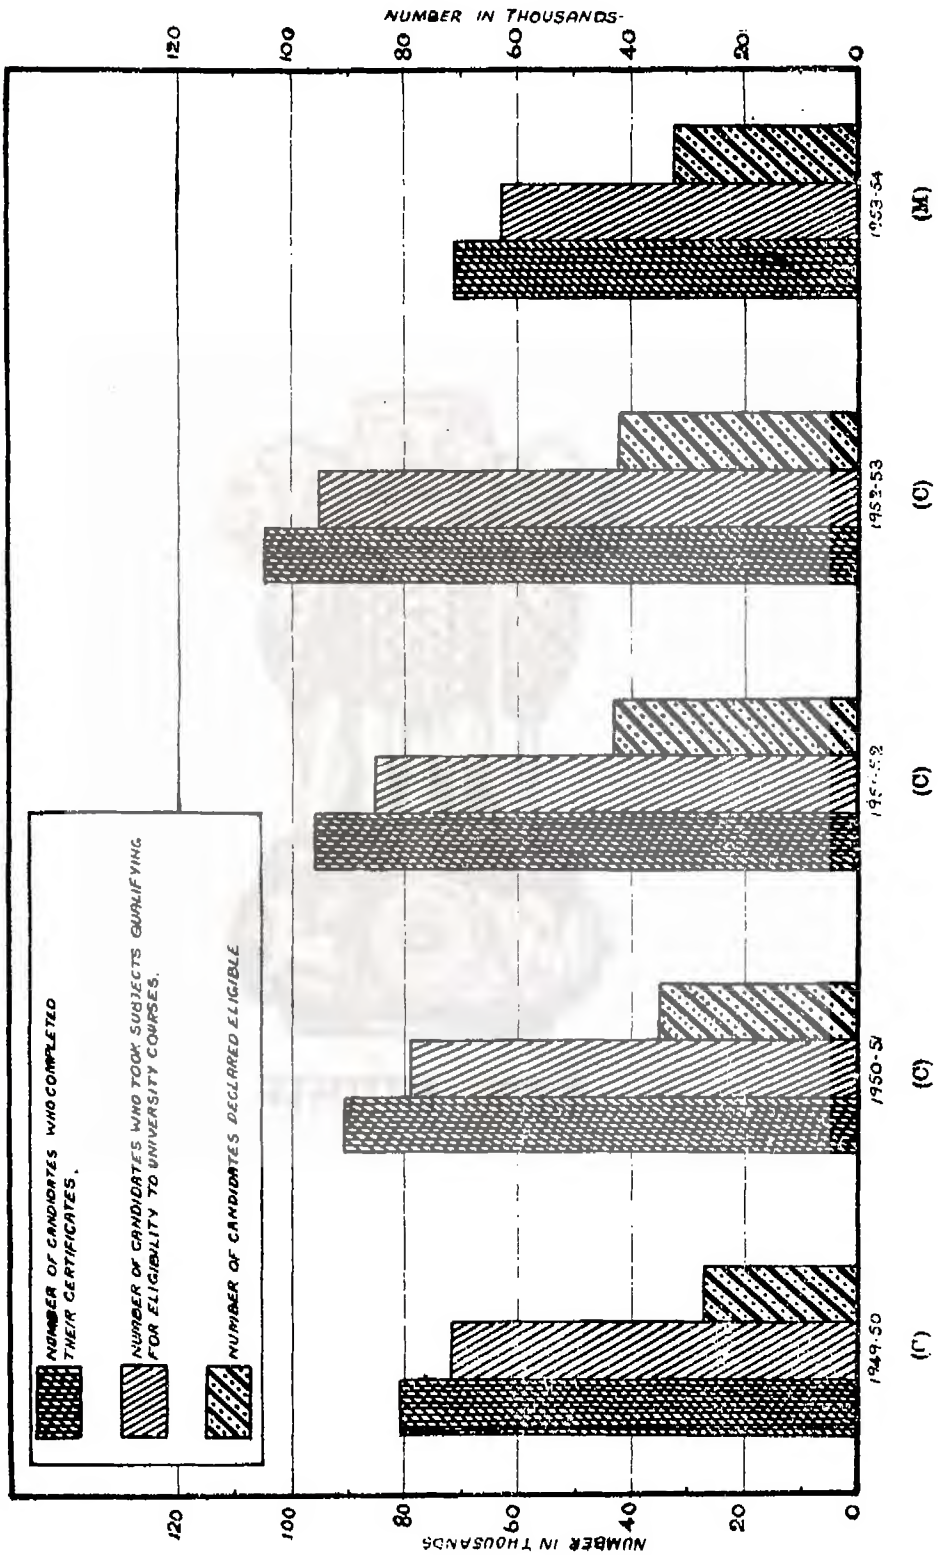 NUMBER IN THOUSANDS
120
100
80
60
40
20
0
NUMBER OF CANDIDATES WHO COMPLETED
THEIR CERTIFICATES.
NUMBER OF CANDIDATES WHO TOOK SUBJECTS QUALIFYING
FOR ELIGIBILITY TO UNIVERSITY COURSES.
NUMBER OF CANDIDATES DECLARED ELIGIBLE
1949-50
1950-51
1952-53
1953-54
(C)
(C)
(C)
(M)
NUMBER IN THOUSANDS-
120
100
80
60
40
20
0